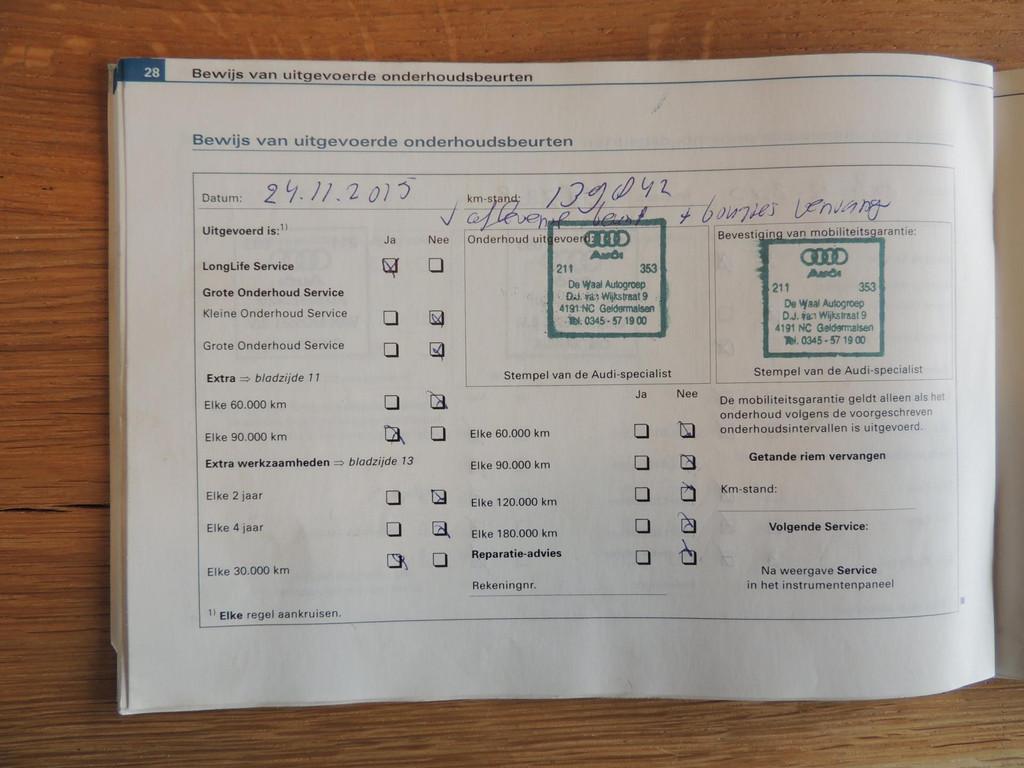 28 Bewijs van uitgevoerde onderhoudsbeurten
Bewijs van uitgevoerde onderhoudsbeurten
Datum: 24.11.2015 km-stand: 139042
+ bougies vervangen
Uitgevoerd is:1)
Ja Nee
LongLife Service
Grote Onderhoud Service
Kleine Onderhoud Service
Grote Onderhoud Service
Extra ⇒ bladzijde 11
Elke 60.000 km
Elke 90.000 km
Extra werkzaamheden ⇒ bladzijde 13
Elke 2 jaar
Elke 4 jaar
Elke 30.000 km
1) Elke regel aankruisen.
Onderhoud uitgevoerd:
Audi
211 353
De Waal Autogroep
D.J. van Wijkstraat 9
4191 NC Geldermalsen
Tel. 0345 - 57 19 00
Stempel van de Audi-specialist
Ja Nee
Elke 60.000 km
Elke 90.000 km
Elke 120.000 km
Elke 180.000 km
Reparatie-advies
Rekeningnr.
Bevestiging van mobiliteitsgarantie:
Audi
211 353
De Waal Autogroep
D.J. van Wijkstraat 9
4191 NC Geldermalsen
Tel. 0345 - 57 19 00
Stempel van de Audi-specialist
De mobiliteitsgarantie geldt alleen als het
onderhoud volgens de voorgeschreven
onderhoudsintervallen is uitgevoerd.
Getande riem vervangen
Km-stand:
Volgende Service:
Na weergave Service
in het instrumentenpaneel